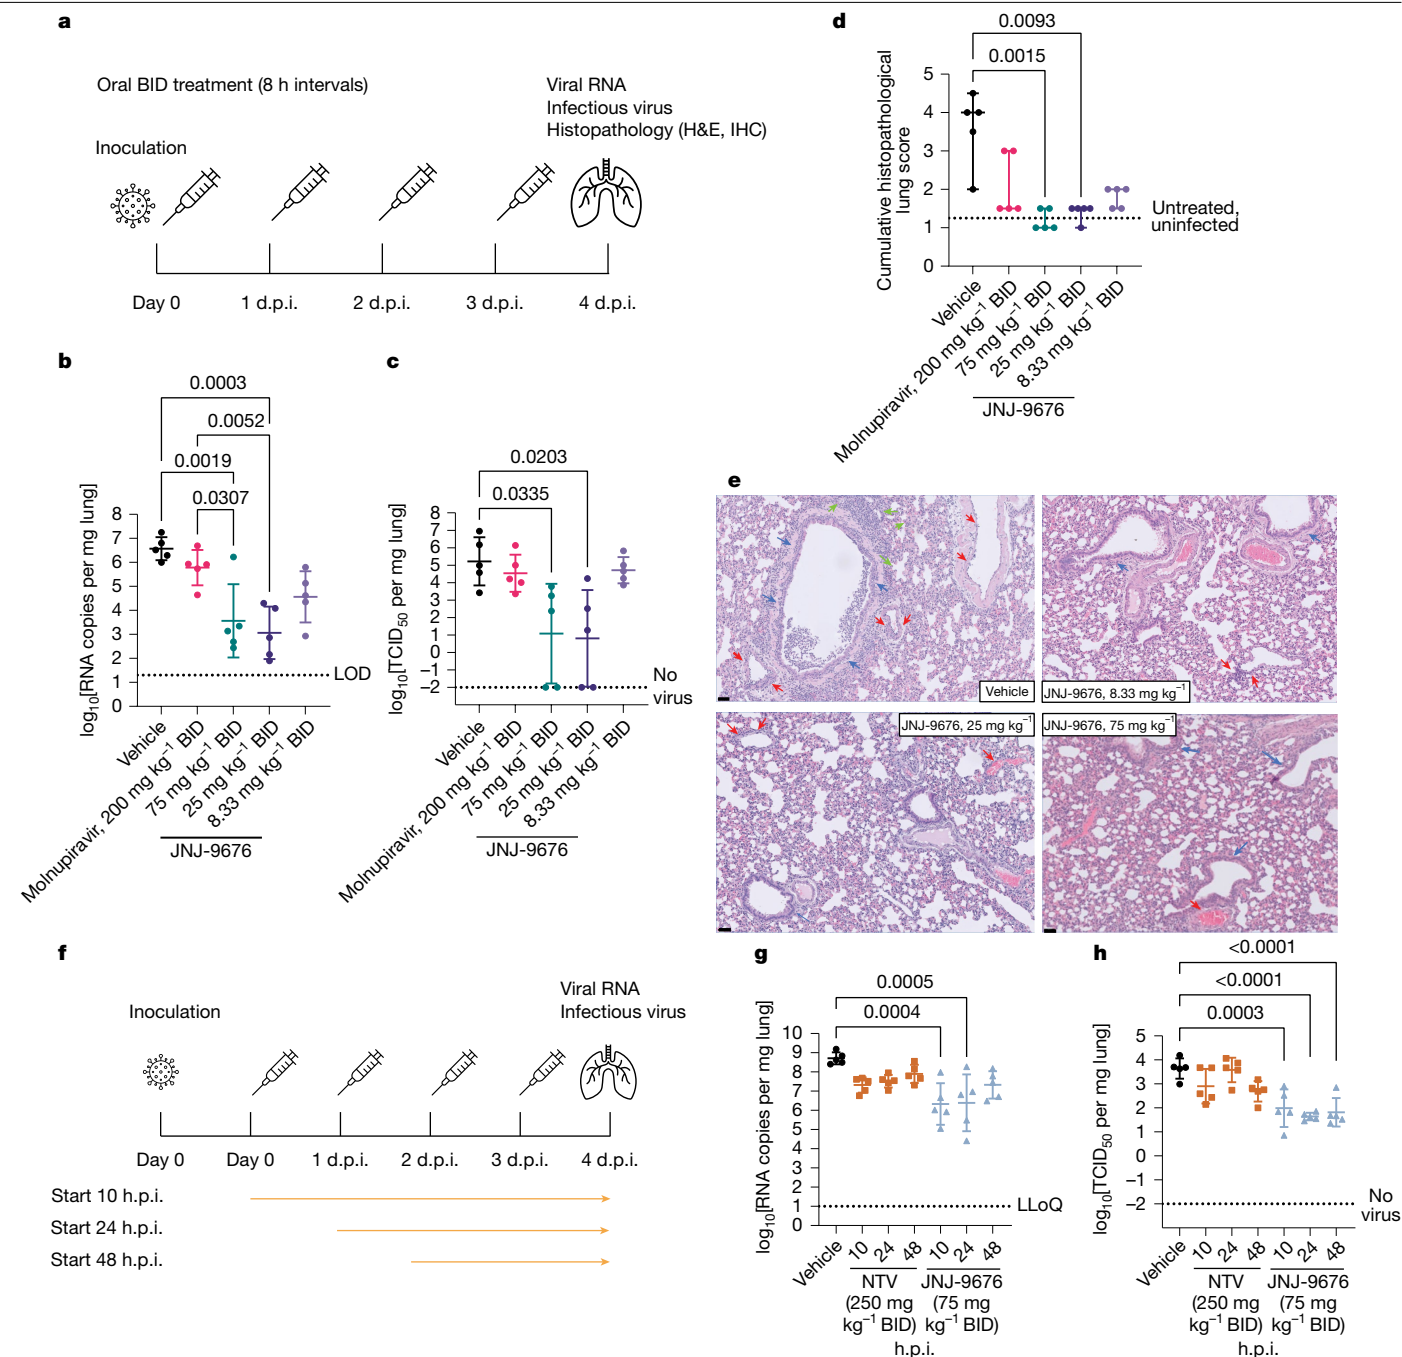 a
Oral BID treatment (8 h intervals)
Viral RNA
Infectious virus
Histopathology (H&E, IHC)
Inoculation
Day 0
1 d.p.i.
2 d.p.i.
3 d.p.i.
4 d.p.i.
d
0.0093
0.0015
Cumulative histopathological
lung score
5
4
3
2
1
0
Untreated,
uninfected
Vehicle
Molnupiravir, 200 mg kg⁻¹ BID
75 mg kg⁻¹ BID
25 mg kg⁻¹ BID
8.33 mg kg⁻¹ BID
JNJ-9676
b
0.0003
0.0052
0.0019
0.0307
log₁₀[RNA copies per mg lung]
8
7
6
5
4
3
2
1
0
LOD
Vehicle
Molnupiravir, 200 mg kg⁻¹ BID
75 mg kg⁻¹ BID
25 mg kg⁻¹ BID
8.33 mg kg⁻¹ BID
JNJ-9676
c
0.0203
0.0335
log₁₀[TCID₅₀ per mg lung]
8
7
6
5
4
3
2
1
0
−1
−2
No
virus
Vehicle
Molnupiravir, 200 mg kg⁻¹ BID
75 mg kg⁻¹ BID
25 mg kg⁻¹ BID
8.33 mg kg⁻¹ BID
JNJ-9676
e
Vehicle
JNJ-9676, 8.33 mg kg⁻¹
JNJ-9676, 25 mg kg⁻¹
JNJ-9676, 75 mg kg⁻¹
f
Inoculation
Viral RNA
Infectious virus
Day 0
Day 0
1 d.p.i.
2 d.p.i.
3 d.p.i.
4 d.p.i.
Start 10 h.p.i.
Start 24 h.p.i.
Start 48 h.p.i.
g
0.0005
0.0004
log₁₀[RNA copies per mg lung]
10
9
8
7
6
5
4
3
2
1
0
LLoQ
Vehicle
10
24
48
10
24
48
NTV
(250 mg
kg⁻¹ BID)
JNJ-9676
(75 mg
kg⁻¹ BID)
h.p.i.
h
<0.0001
<0.0001
0.0003
log₁₀[TCID₅₀ per mg lung]
5
4
3
2
1
0
−1
−2
No
virus
Vehicle
10
24
48
10
24
48
NTV
(250 mg
kg⁻¹ BID)
JNJ-9676
(75 mg
kg⁻¹ BID)
h.p.i.